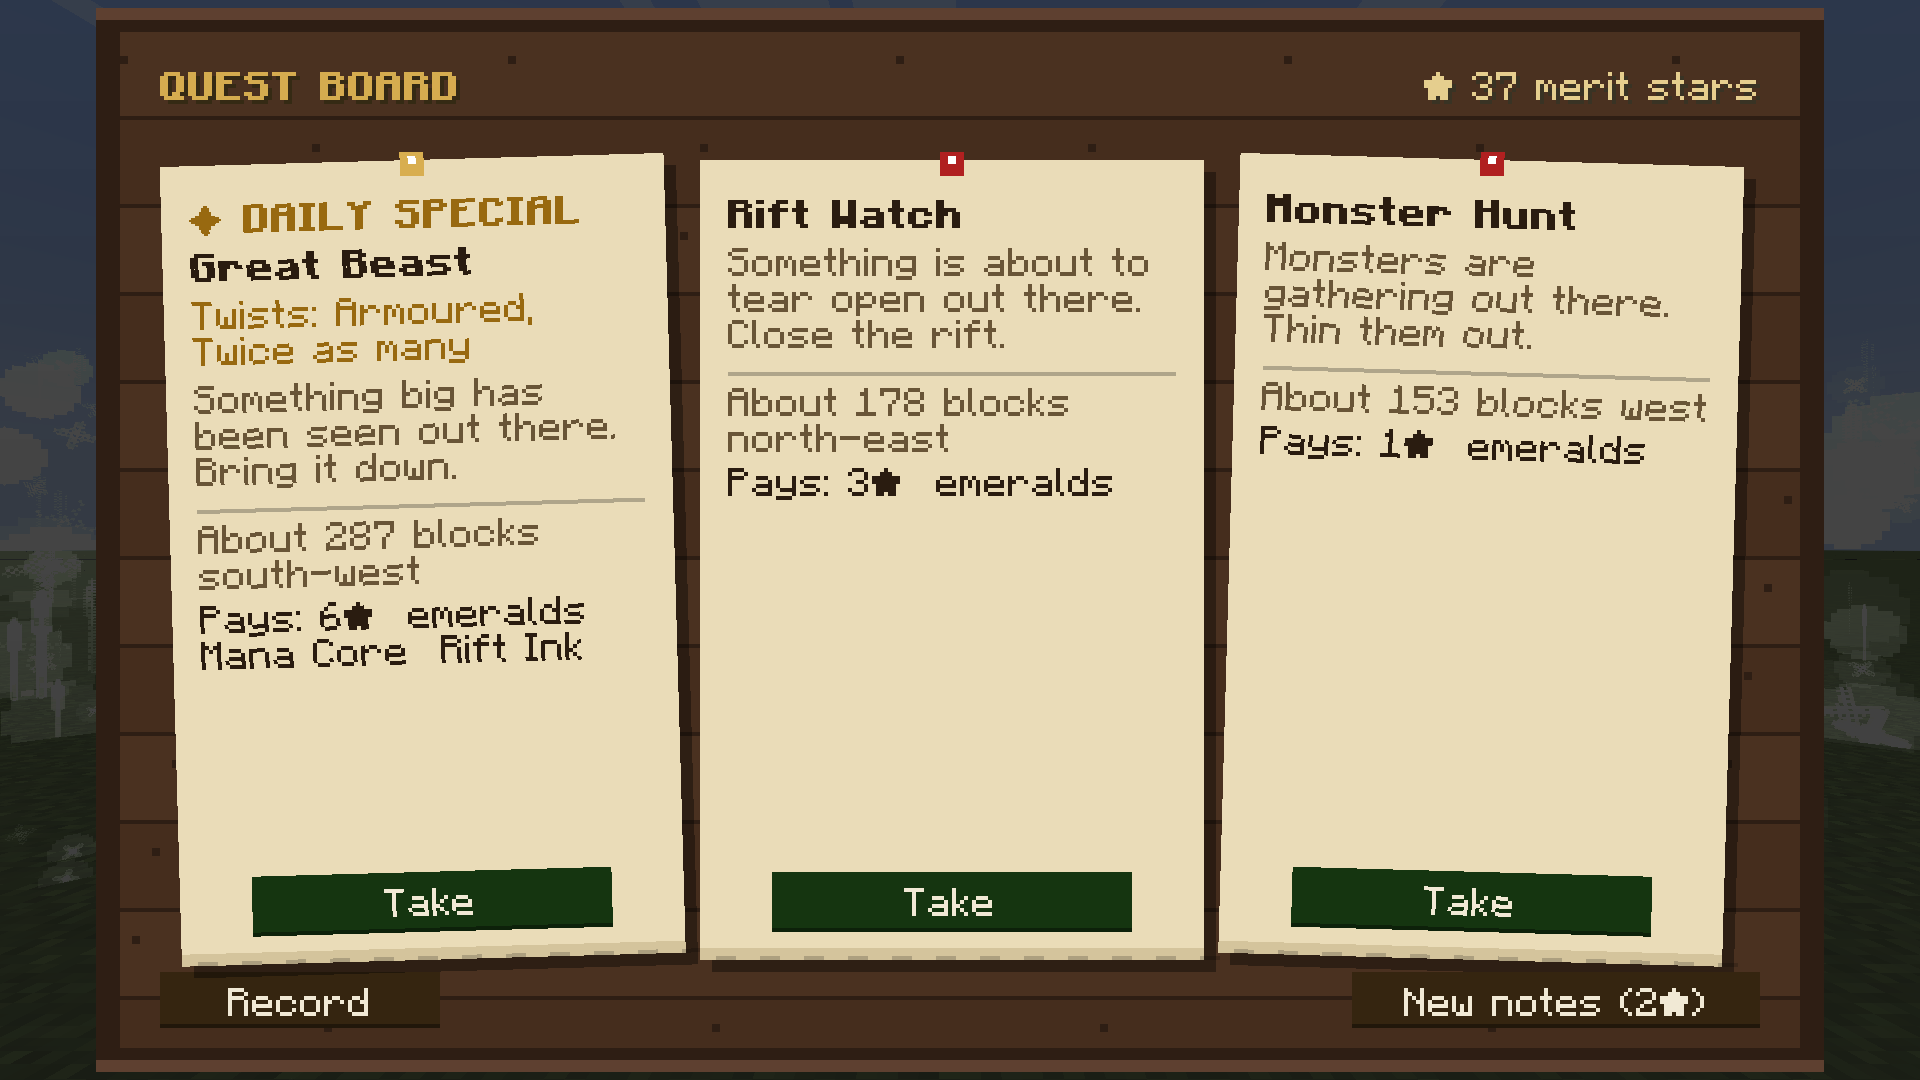 QUEST BOARD
★ 37 merit stars
✦ DAILY SPECIAL
Great Beast
Twists: Armoured,
Twice as many
Something big has
been seen out there.
Bring it down.
About 287 blocks
south-west
Pays: 6★ emeralds
Mana Core Rift Ink
Take
Rift Watch
Something is about to
tear open out there.
Close the rift.
About 178 blocks
north-east
Pays: 3★ emeralds
Take
Monster Hunt
Monsters are
gathering out there.
Thin them out.
About 153 blocks west
Pays: 1★ emeralds
Take
Record
New notes (2★)